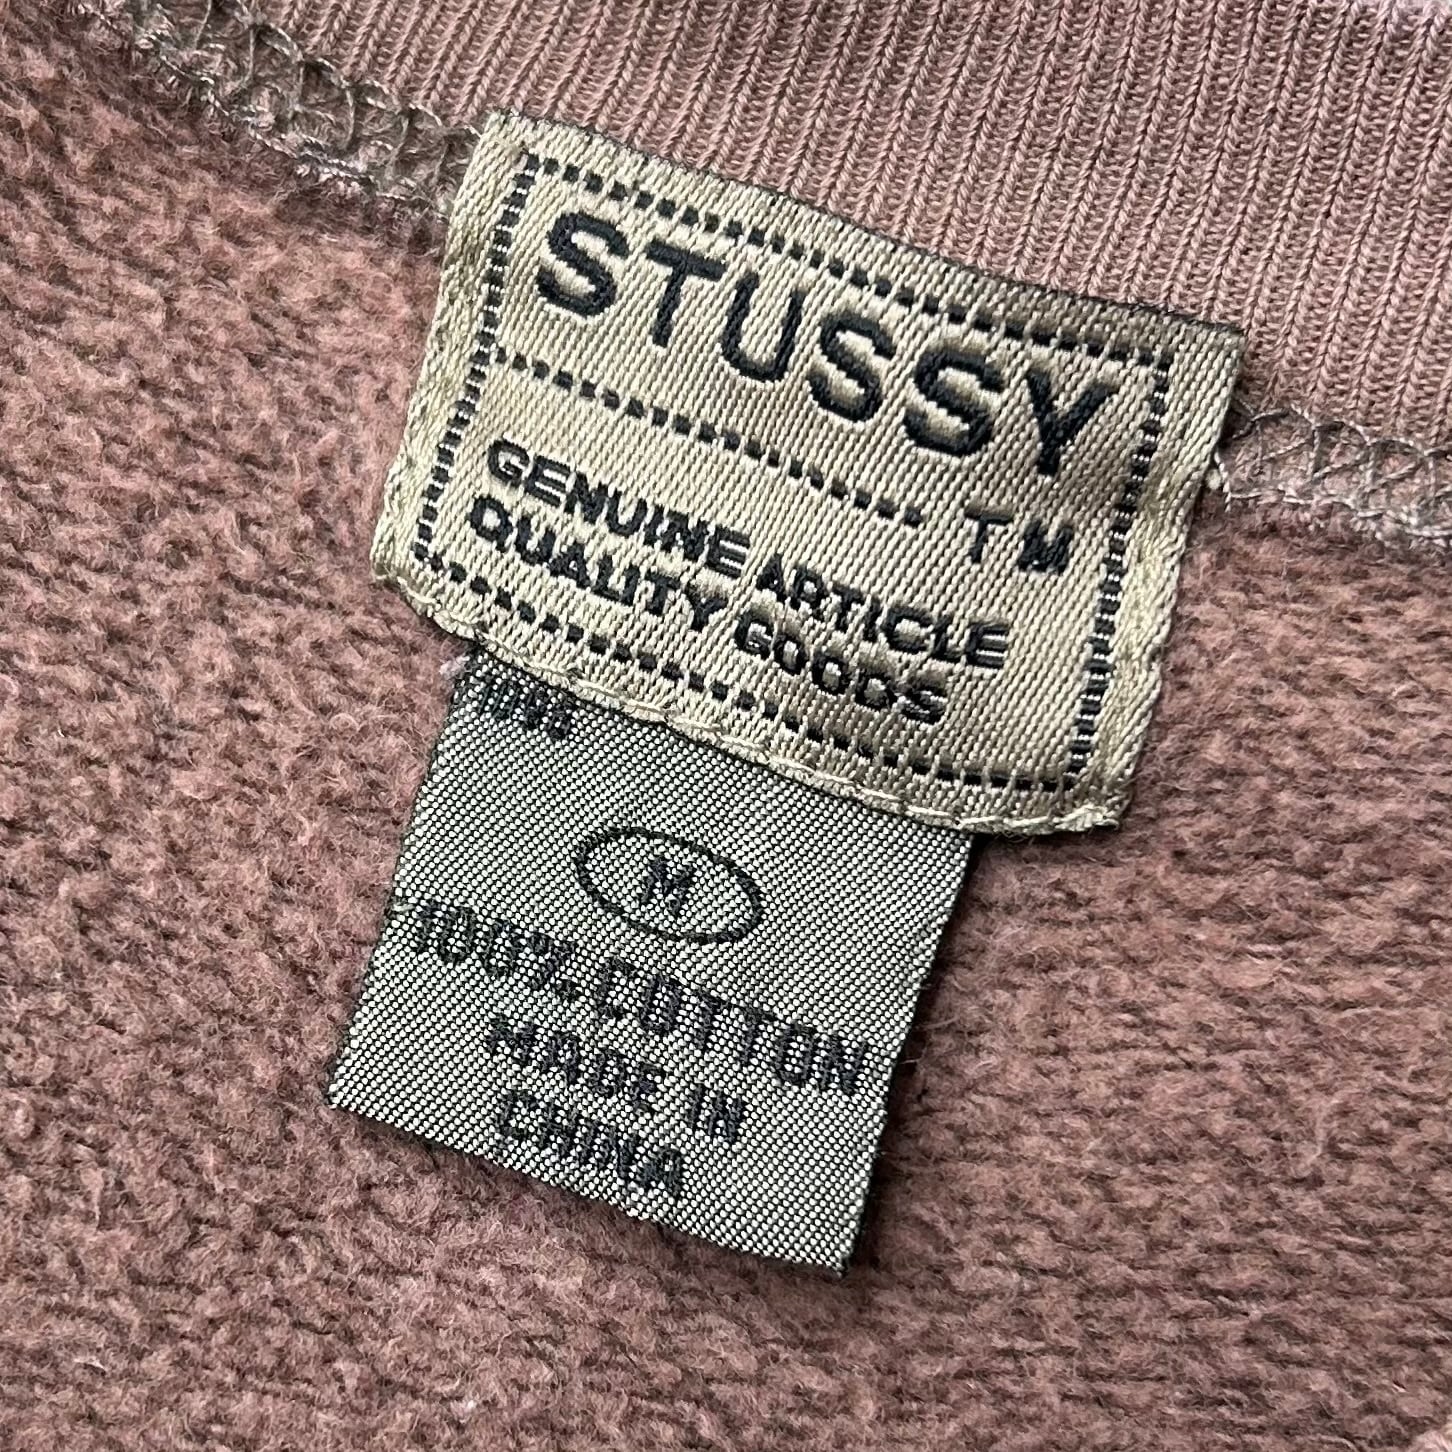 STUSSY
TM
GENUINE ARTICLE
QUALITY GOODS
M
100% COTTON
MADE IN
CHINA